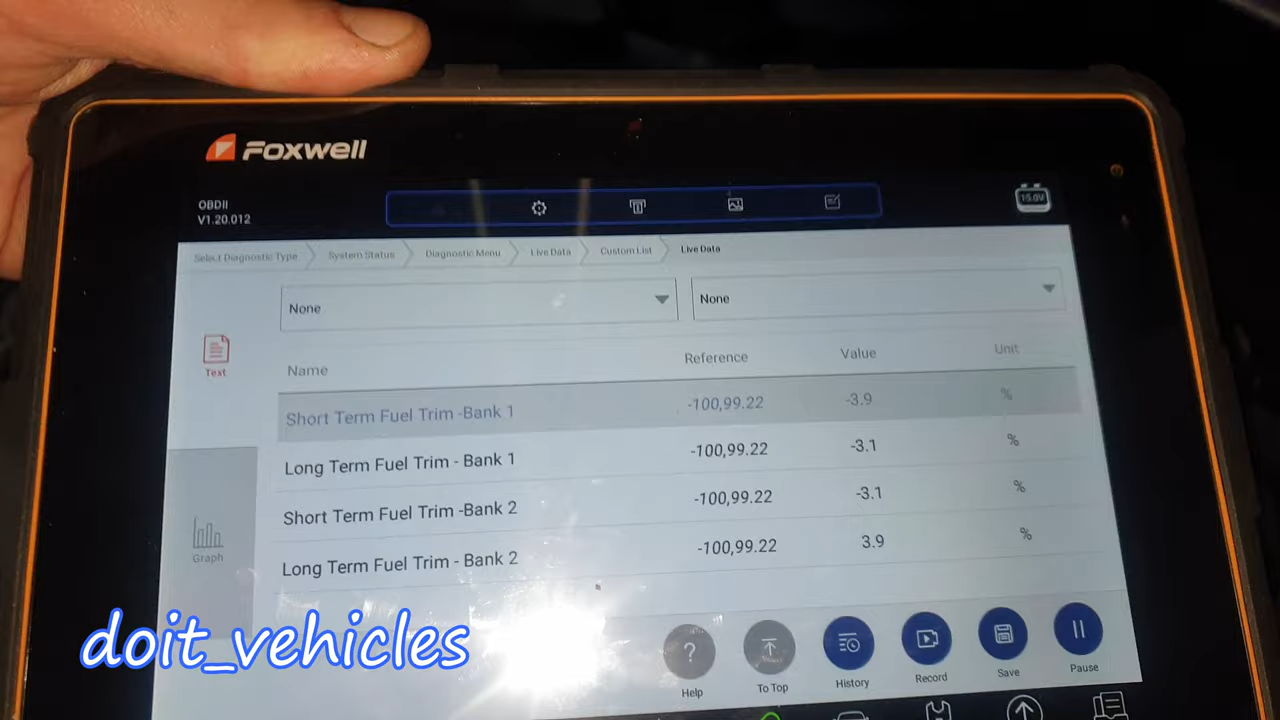 FOXWELL
OBDII
V1.20.012
15.0V
Select Diagnostic Type
System Status
Diagnostic Menu
Live Data
Custom List
Live Data
None
None
Text
Graph
Name Reference Value Unit
Short Term Fuel Trim -Bank 1 -100,99.22 -3.9 %
Long Term Fuel Trim - Bank 1 -100,99.22 -3.1 %
Short Term Fuel Trim -Bank 2 -100,99.22 -3.1 %
Long Term Fuel Trim - Bank 2 -100,99.22 3.9 %
doit_vehicles
?
Help
To Top
History
Record
Save
Pause